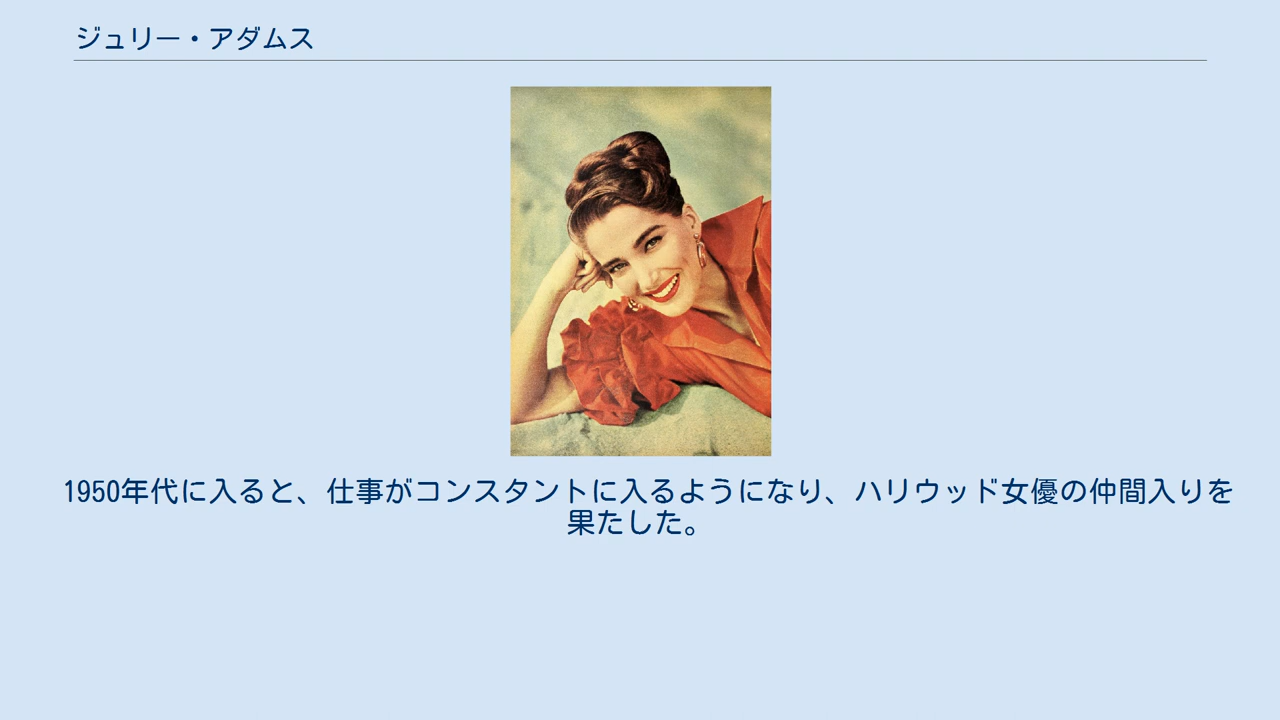 ジュリー・アダムス
1950年代に入ると、仕事がコンスタントに入るようになり、ハリウッド女優の仲間入りを
果たした。